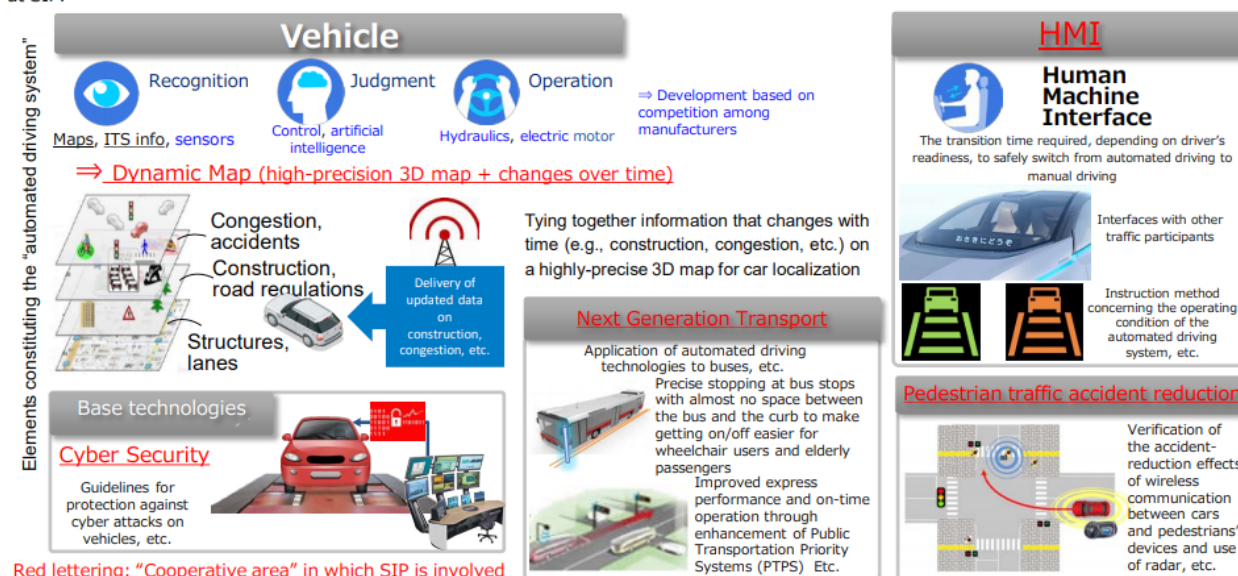 at SIP.
Elements constituting the “automated driving system”
Vehicle
Recognition
Judgment
Operation
Maps, ITS info, sensors
Control, artificial
intelligence
Hydraulics, electric motor
⇒ Development based on
competition among
manufacturers
⇒ Dynamic Map (high-precision 3D map + changes over time)
Congestion,
accidents
Construction,
road regulations
Structures,
lanes
Delivery of
updated data
on
construction,
congestion, etc.
Tying together information that changes with
time (e.g., construction, congestion, etc.) on
a highly-precise 3D map for car localization
Base technologies
Cyber Security
Guidelines for
protection against
cyber attacks on
vehicles, etc.
Red lettering: “Cooperative area” in which SIP is involved
Next Generation Transport
Application of automated driving
technologies to buses, etc.
Precise stopping at bus stops
with almost no space between
the bus and the curb to make
getting on/off easier for
wheelchair users and elderly
passengers
Improved express
performance and on-time
operation through
enhancement of Public
Transportation Priority
Systems (PTPS) Etc.
HMI
Human
Machine
Interface
The transition time required, depending on driver’s
readiness, to safely switch from automated driving to
manual driving
おさきにどうぞ
Interfaces with other
traffic participants
Instruction method
concerning the operating
condition of the
automated driving
system, etc.
Pedestrian traffic accident reduction
Verification of
the accident-
reduction effects
of wireless
communication
between cars
and pedestrians’
devices and use
of radar, etc.